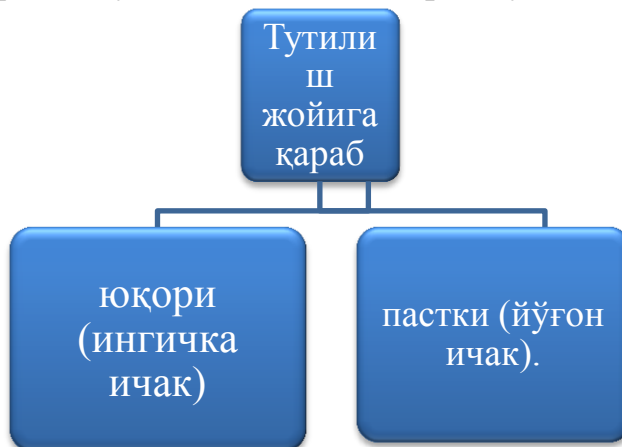 Тутили
ш
жойига
қараб
юқори
(ингичка
ичак)
пастки (йўғон
ичак).